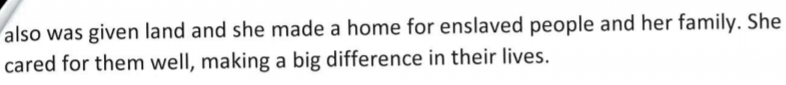 also was given land and she made a home for enslaved people and her family. She
cared for them well, making a big difference in their lives.